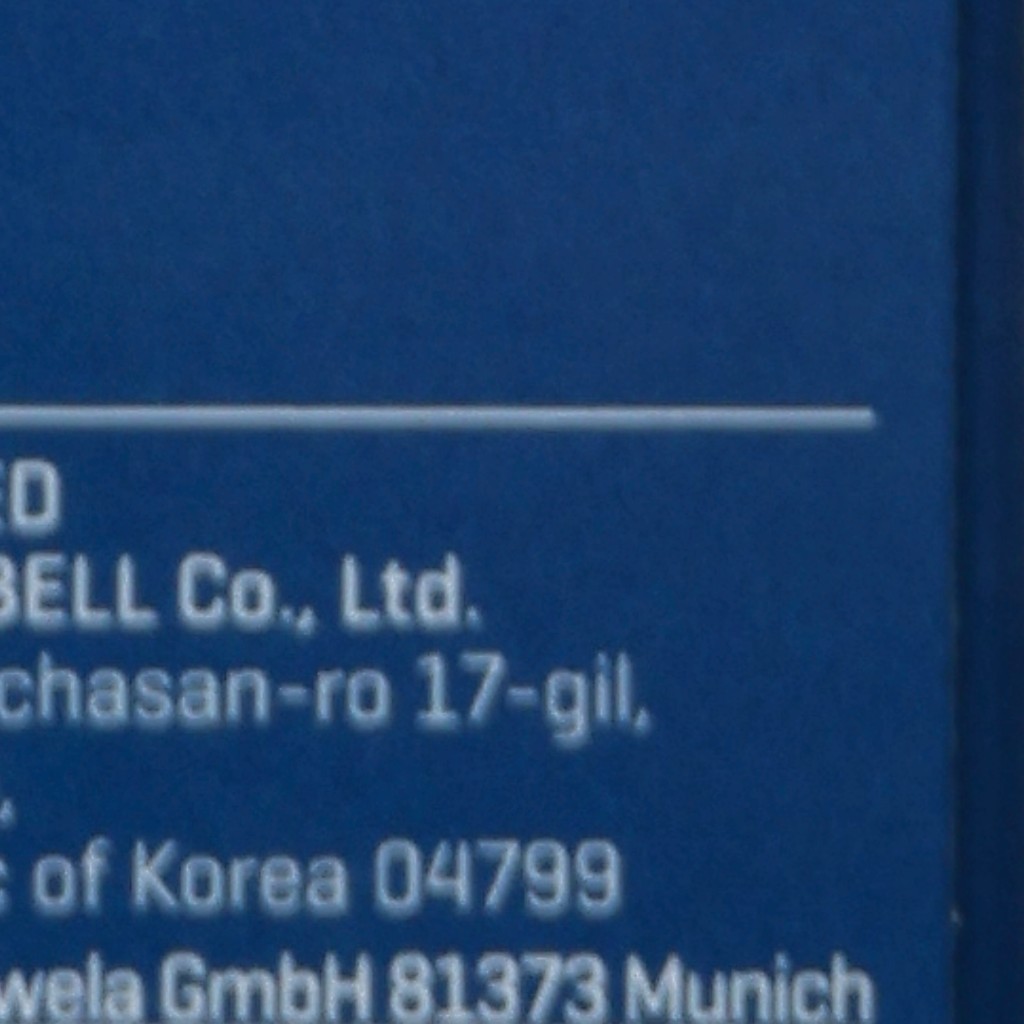 ED
BELL Co., Ltd.
chasan-ro 17-gil,
,
of Korea 04799
wela GmbH 81373 Munich